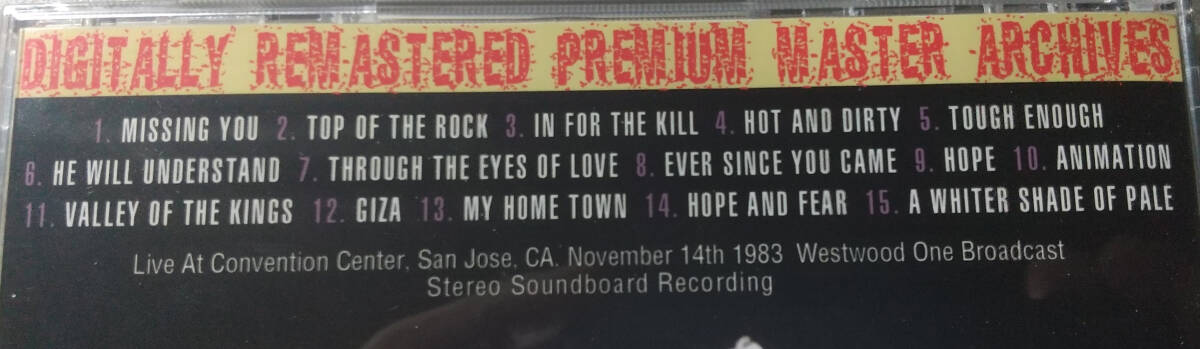 DIGITALLY REMASTERED PREMIUM MASTER ARCHIVES
1. MISSING YOU 2. TOP OF THE ROCK 3. IN FOR THE KILL 4. HOT AND DIRTY 5. TOUGH ENOUGH
6. HE WILL UNDERSTAND 7. THROUGH THE EYES OF LOVE 8. EVER SINCE YOU CAME 9. HOPE 10. ANIMATION
11. VALLEY OF THE KINGS 12. GIZA 13. MY HOME TOWN 14. HOPE AND FEAR 15. A WHITER SHADE OF PALE
Live At Convention Center, San Jose, CA. November 14th 1983 Westwood One Broadcast
Stereo Soundboard Recording